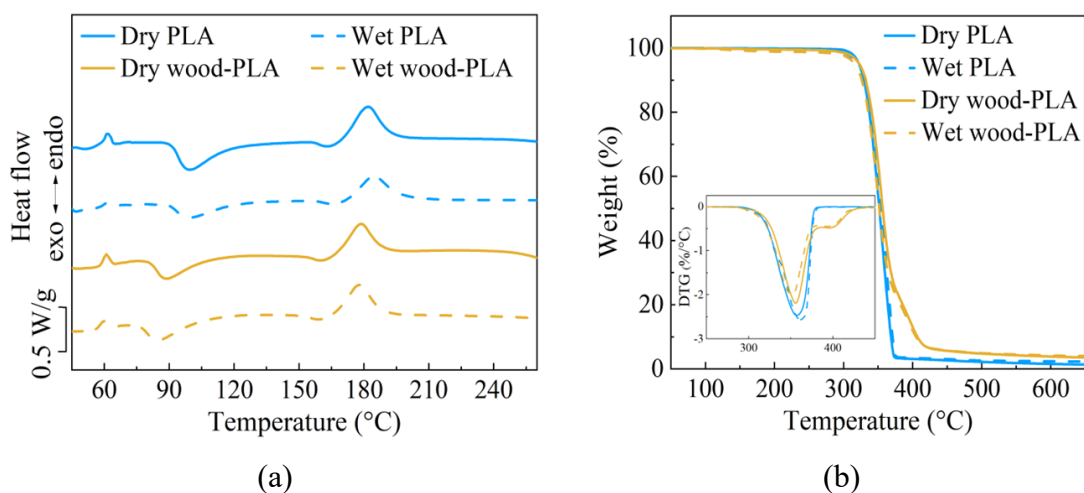 Dry PLA
Wet PLA
Dry wood-PLA
Wet wood-PLA
Heat flow
exo ←→ endo
0.5 W/g
60 90 120 150 180 210 240
Temperature (°C)
(a)
Dry PLA
Wet PLA
Dry wood-PLA
Wet wood-PLA
Weight (%)
100
80
60
40
20
0
DTG (%/°C)
0
-1
-2
-3
300 400
100 200 300 400 500 600
Temperature (°C)
(b)